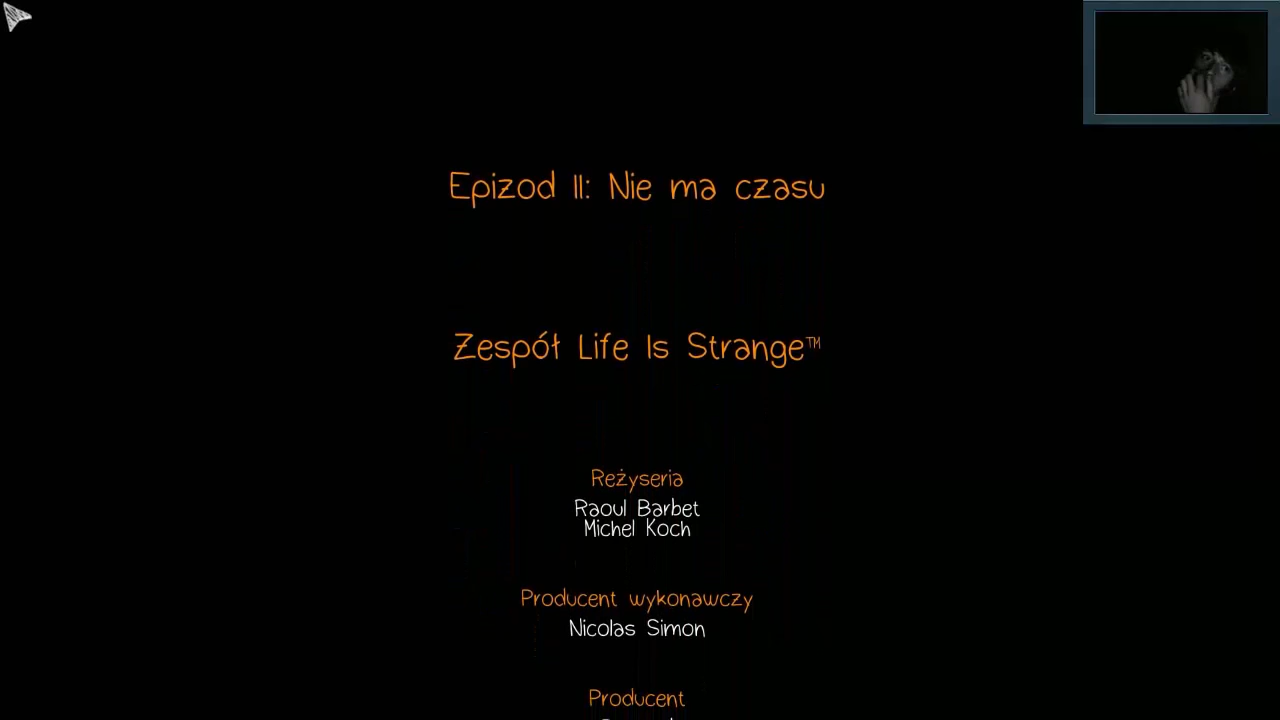 Epizod II: Nie ma czasu
Zespół Life Is Strange™
Reżyseria
Raoul Barbet
Michel Koch
Producent wykonawczy
Nicolas Simon
Producent